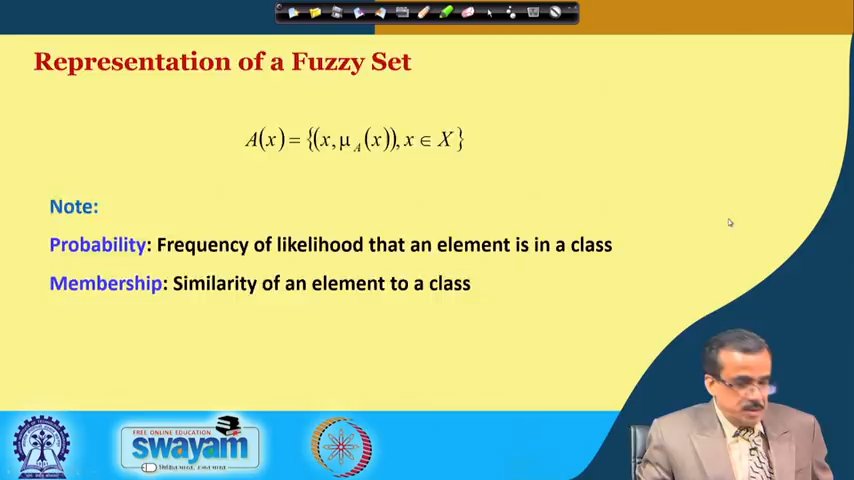 Representation of a Fuzzy Set
A(x) = {(x, μ_A(x)), x ∈ X}
Note:
Probability: Frequency of likelihood that an element is in a class
Membership: Similarity of an element to a class
FREE ONLINE EDUCATION
swayam